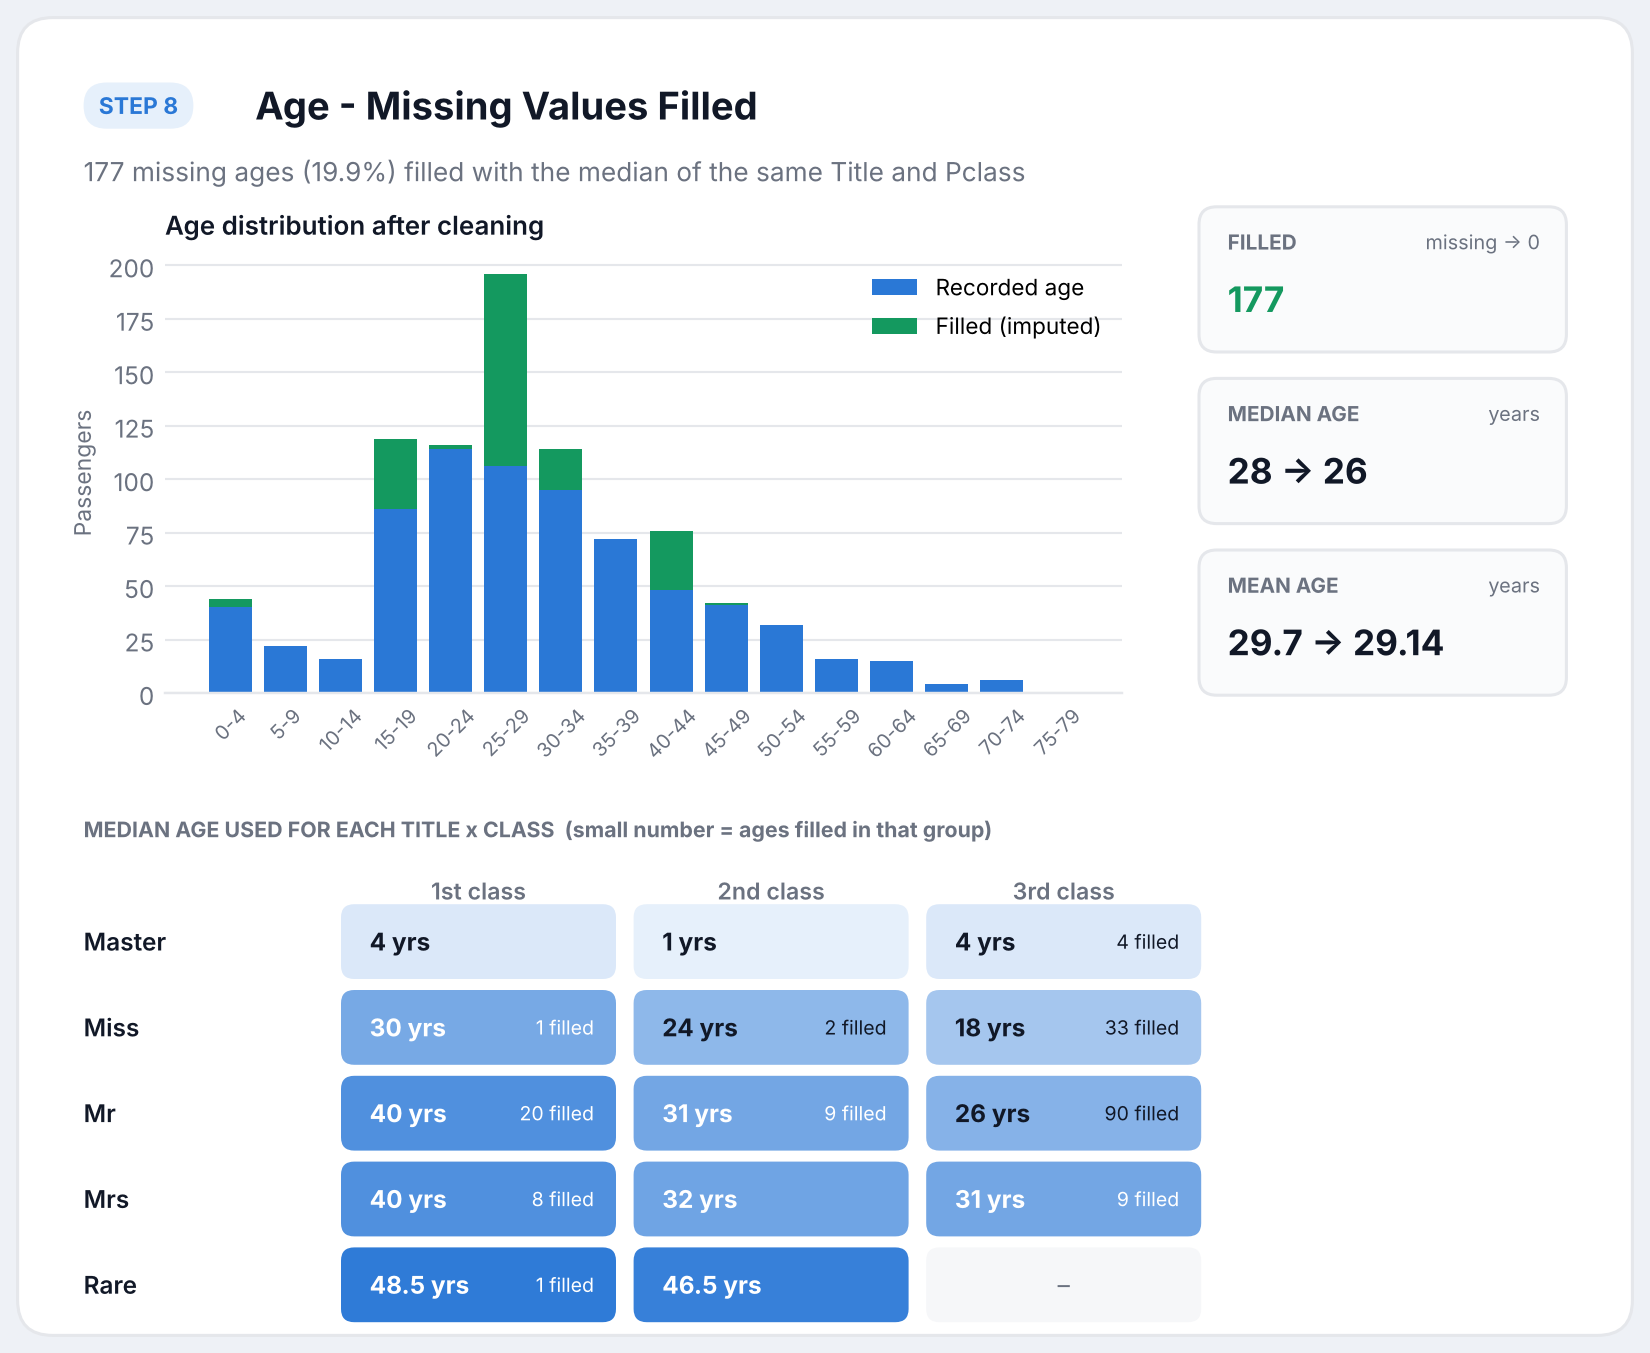 STEP 8
Age - Missing Values Filled
177 missing ages (19.9%) filled with the median of the same Title and Pclass
Age distribution after cleaning
Passengers
200
175
150
125
100
75
50
25
0
Recorded age
Filled (imputed)
0-4 5-9 10-14 15-19 20-24 25-29 30-34 35-39 40-44 45-49 50-54 55-59 60-64 65-69 70-74 75-79
FILLED missing → 0
177
MEDIAN AGE years
28 → 26
MEAN AGE years
29.7 → 29.14
MEDIAN AGE USED FOR EACH TITLE x CLASS (small number = ages filled in that group)
1st class 2nd class 3rd class
Master 4 yrs 1 yrs 4 yrs 4 filled
Miss 30 yrs 1 filled 24 yrs 2 filled 18 yrs 33 filled
Mr 40 yrs 20 filled 31 yrs 9 filled 26 yrs 90 filled
Mrs 40 yrs 8 filled 32 yrs 31 yrs 9 filled
Rare 48.5 yrs 1 filled 46.5 yrs –